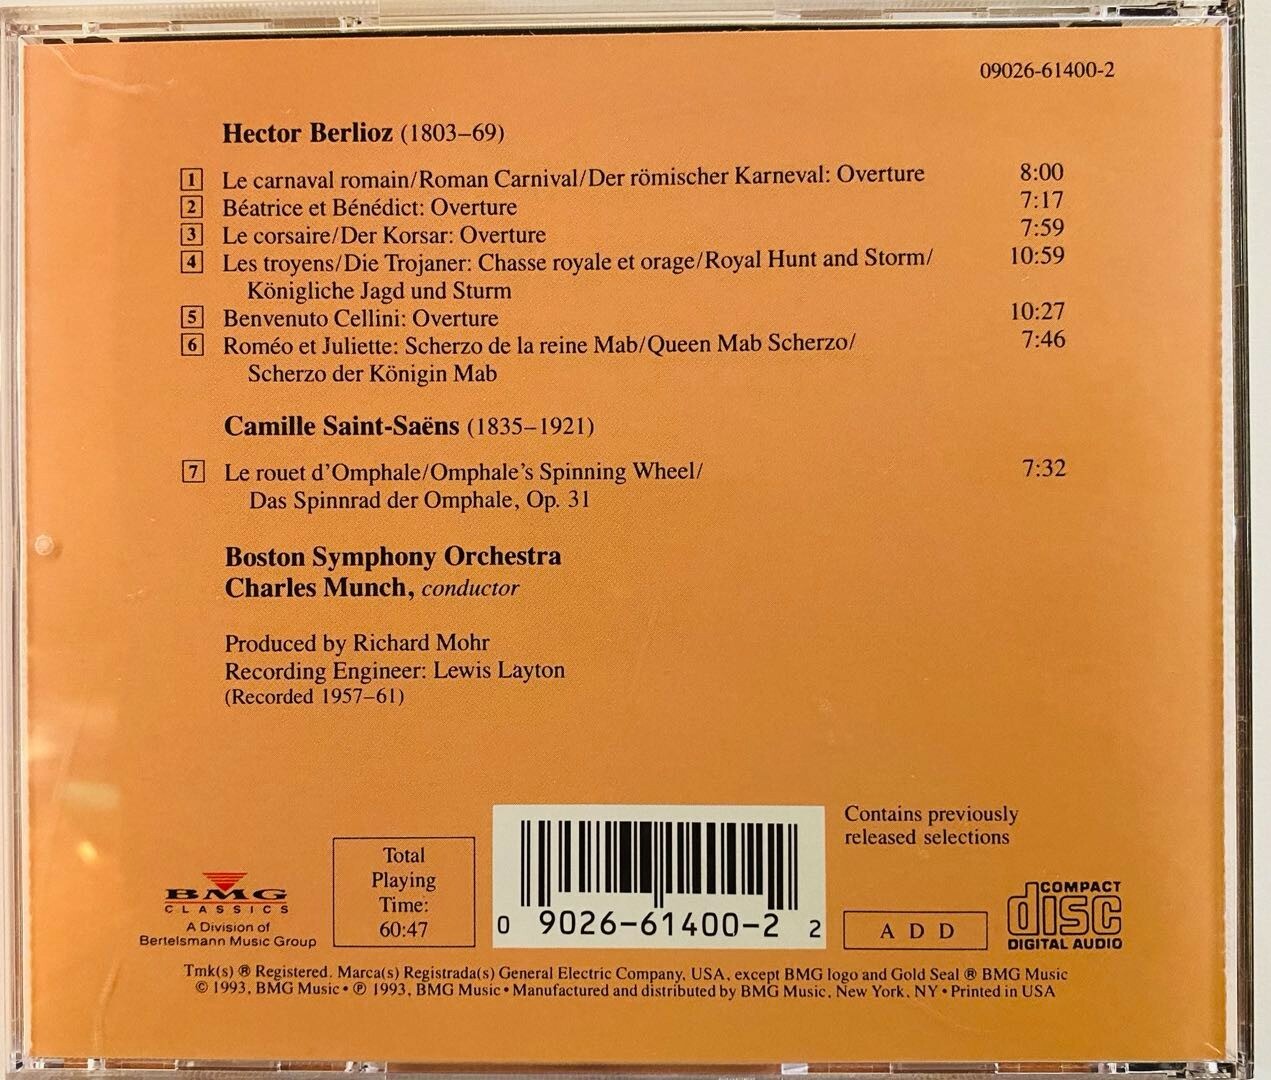 09026-61400-2
Hector Berlioz (1803–69)
1 Le carnaval romain/Roman Carnival/Der römischer Karneval: Overture 8:00
2 Béatrice et Bénédict: Overture 7:17
3 Le corsaire/Der Korsar: Overture 7:59
4 Les troyens/Die Trojaner: Chasse royale et orage/Royal Hunt and Storm/ 10:59
Königliche Jagd und Sturm
5 Benvenuto Cellini: Overture 10:27
6 Roméo et Juliette: Scherzo de la reine Mab/Queen Mab Scherzo/ 7:46
Scherzo der Königin Mab
Camille Saint-Saëns (1835–1921)
7 Le rouet d'Omphale/Omphale's Spinning Wheel/ 7:32
Das Spinnrad der Omphale, Op. 31
Boston Symphony Orchestra
Charles Munch, conductor
Produced by Richard Mohr
Recording Engineer: Lewis Layton
(Recorded 1957–61)
BMG
CLASSICS
A Division of
Bertelsmann Music Group
Total
Playing
Time:
60:47
0 9026-61400-2 2
Contains previously
released selections
A D D
COMPACT
disc
DIGITAL AUDIO
Tmk(s) ® Registered. Marca(s) Registrada(s) General Electric Company, USA, except BMG logo and Gold Seal ® BMG Music
© 1993, BMG Music • ℗ 1993, BMG Music • Manufactured and distributed by BMG Music, New York, NY • Printed in USA